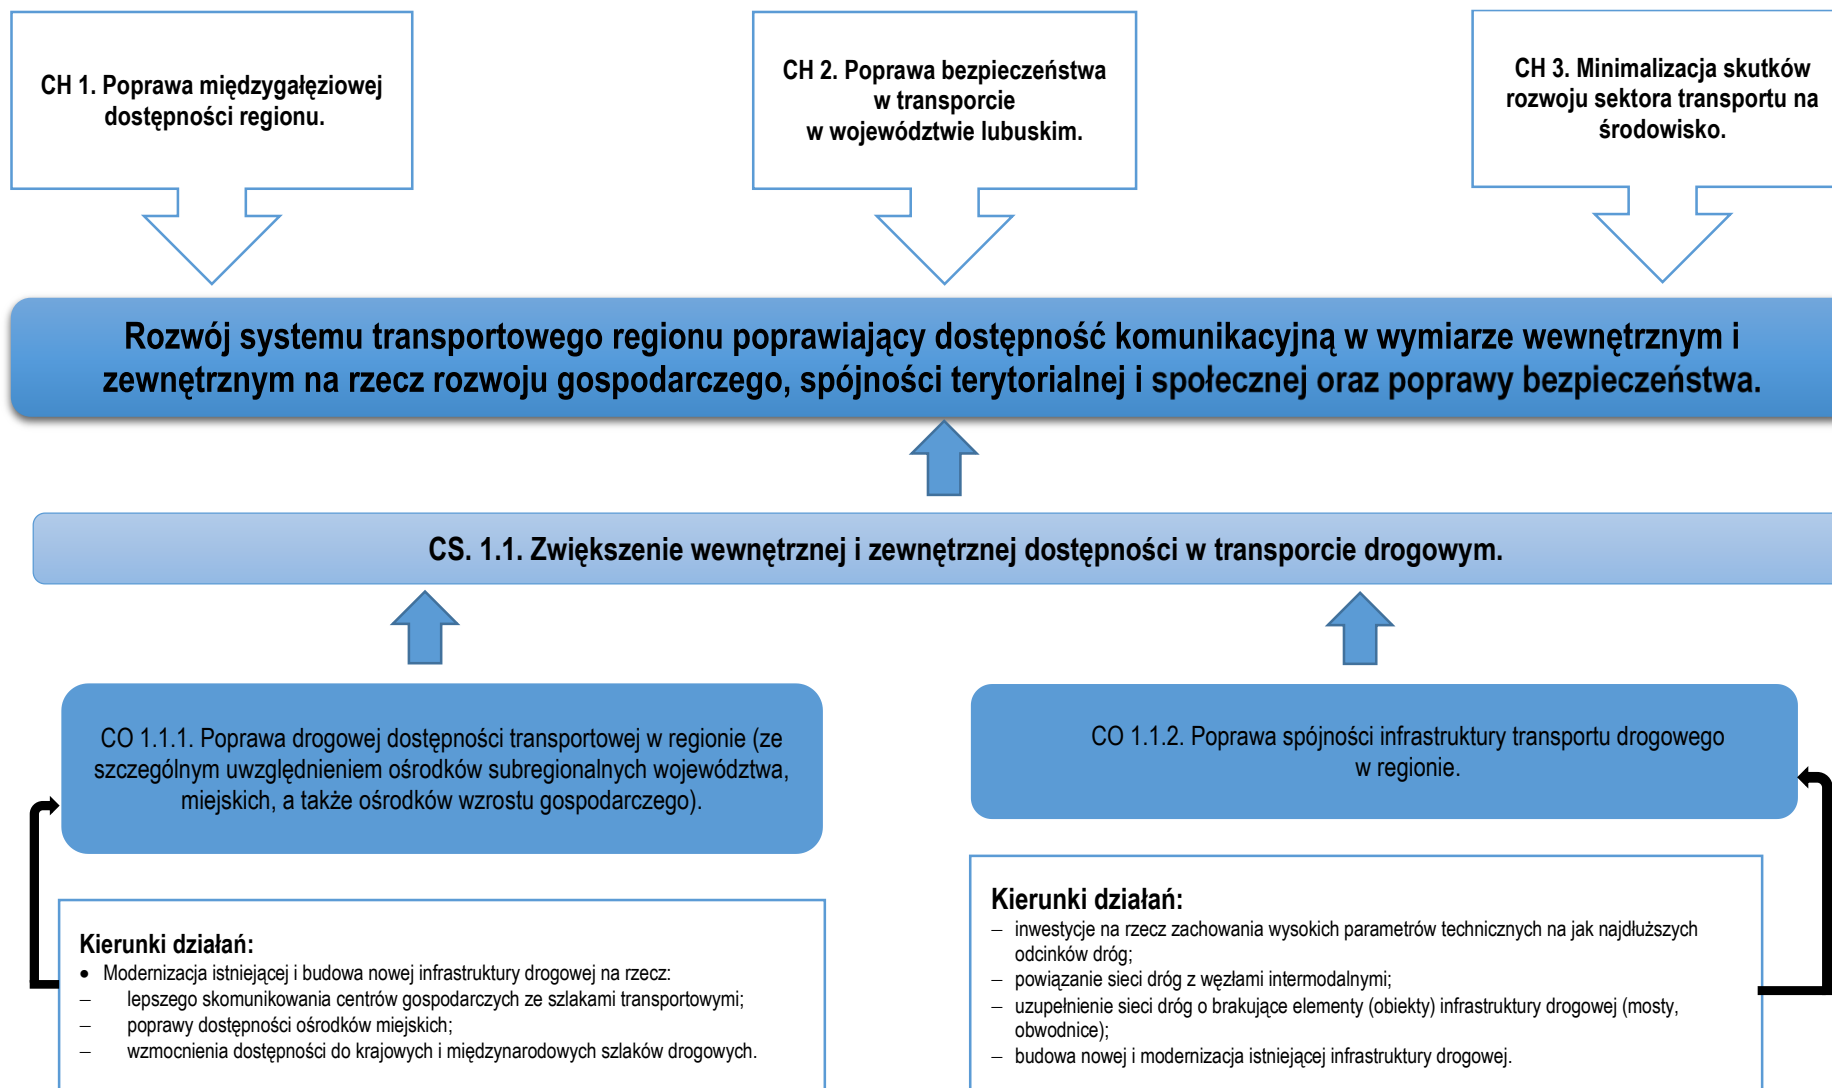 CH 1. Poprawa międzygałęziowej
dostępności regionu.
CH 2. Poprawa bezpieczeństwa
w transporcie
w województwie lubuskim.
CH 3. Minimalizacja skutków
rozwoju sektora transportu na
środowisko.
Rozwój systemu transportowego regionu poprawiający dostępność komunikacyjną w wymiarze wewnętrznym i
zewnętrznym na rzecz rozwoju gospodarczego, spójności terytorialnej i społecznej oraz poprawy bezpieczeństwa.
CS. 1.1. Zwiększenie wewnętrznej i zewnętrznej dostępności w transporcie drogowym.
CO 1.1.1. Poprawa drogowej dostępności transportowej w regionie (ze
szczególnym uwzględnieniem ośrodków subregionalnych województwa,
miejskich, a także ośrodków wzrostu gospodarczego).
CO 1.1.2. Poprawa spójności infrastruktury transportu drogowego
w regionie.
Kierunki działań:
• Modernizacja istniejącej i budowa nowej infrastruktury drogowej na rzecz:
– lepszego skomunikowania centrów gospodarczych ze szlakami transportowymi;
– poprawy dostępności ośrodków miejskich;
– wzmocnienia dostępności do krajowych i międzynarodowych szlaków drogowych.
Kierunki działań:
– inwestycje na rzecz zachowania wysokich parametrów technicznych na jak najdłuższych
odcinków dróg;
– powiązanie sieci dróg z węzłami intermodalnymi;
– uzupełnienie sieci dróg o brakujące elementy (obiekty) infrastruktury drogowej (mosty,
obwodnice);
– budowa nowej i modernizacja istniejącej infrastruktury drogowej.